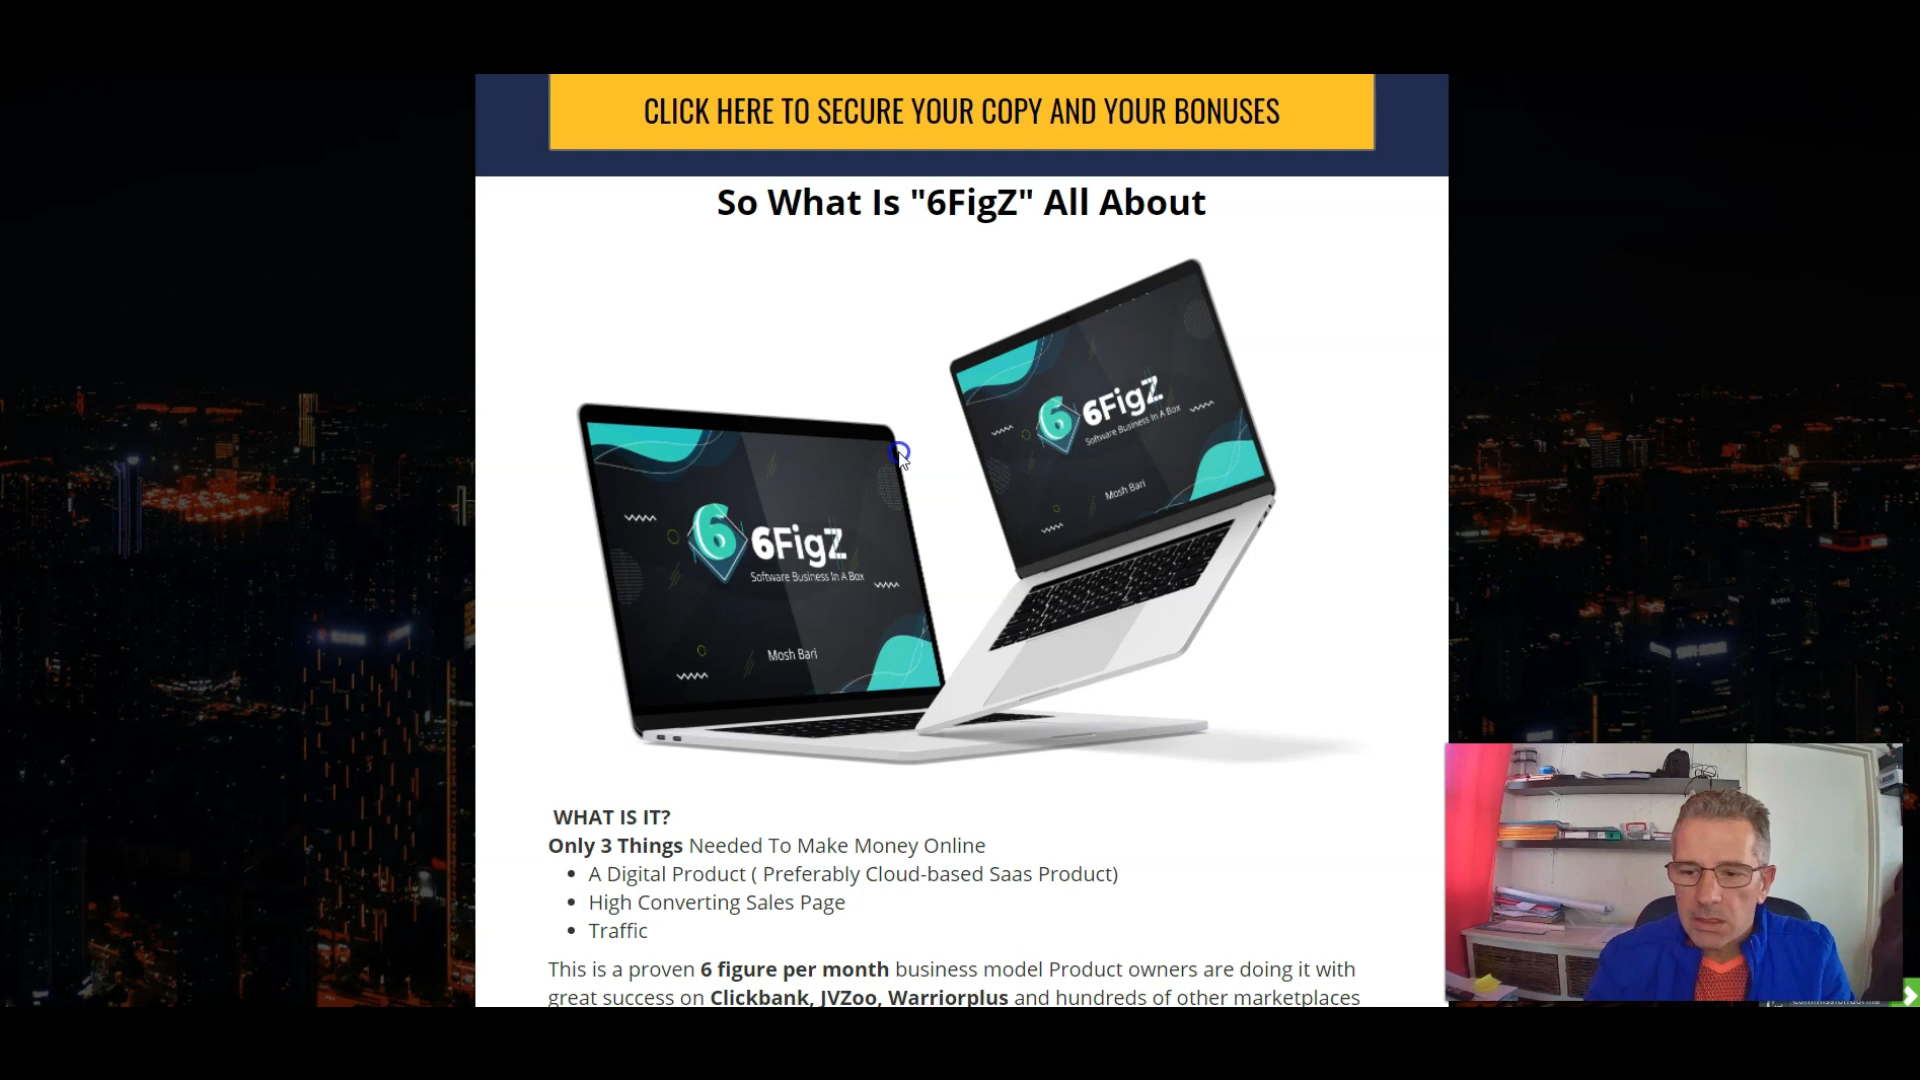 CLICK HERE TO SECURE YOUR COPY AND YOUR BONUSES
So What Is "6FigZ" All About
6 6FigZ
Software Business In A Box
Mosh Bari
6 6FigZ
Software Business In A Box
Mosh Bari
WHAT IS IT?
Only 3 Things Needed To Make Money Online
• A Digital Product ( Preferably Cloud-based Saas Product)
• High Converting Sales Page
• Traffic
This is a proven 6 figure per month business model Product owners are doing it with
great success on Clickbank, JVZoo, Warriorplus and hundreds of other marketplaces